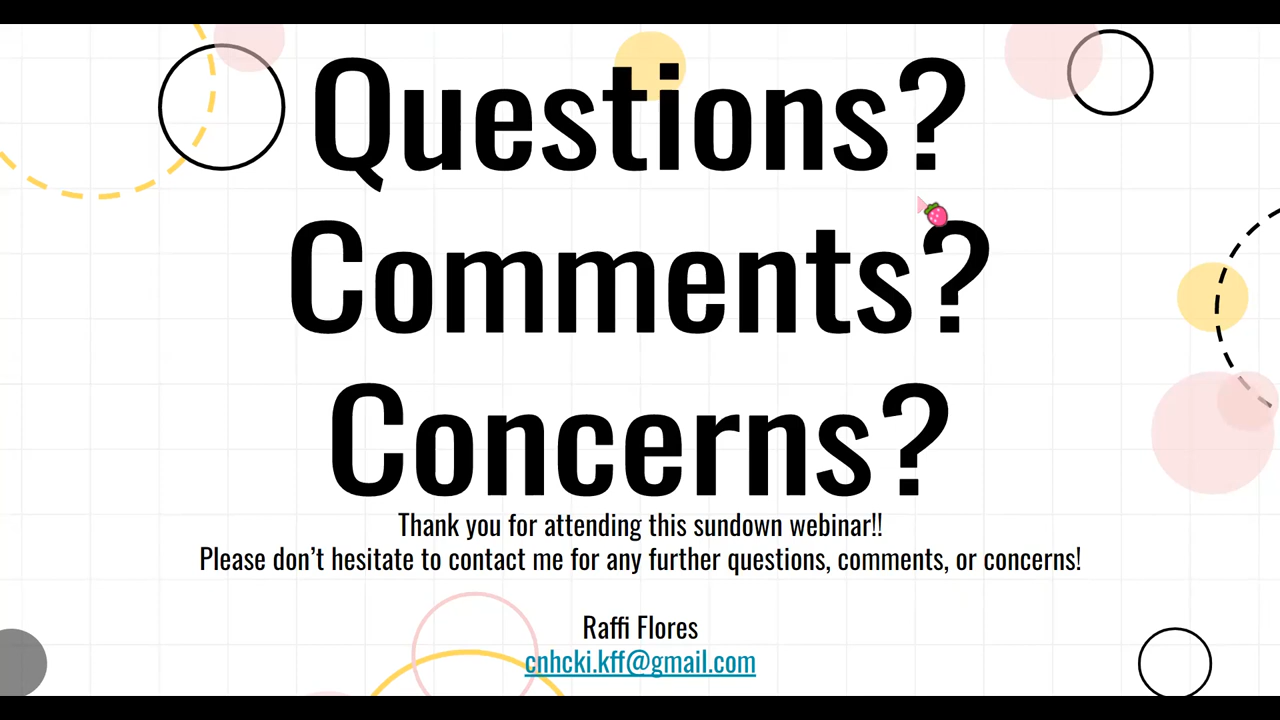 Questions?
Comments?
Concerns?
Thank you for attending this sundown webinar!!
Please don’t hesitate to contact me for any further questions, comments, or concerns!
Raffi Flores
cnhcki.kff@gmail.com